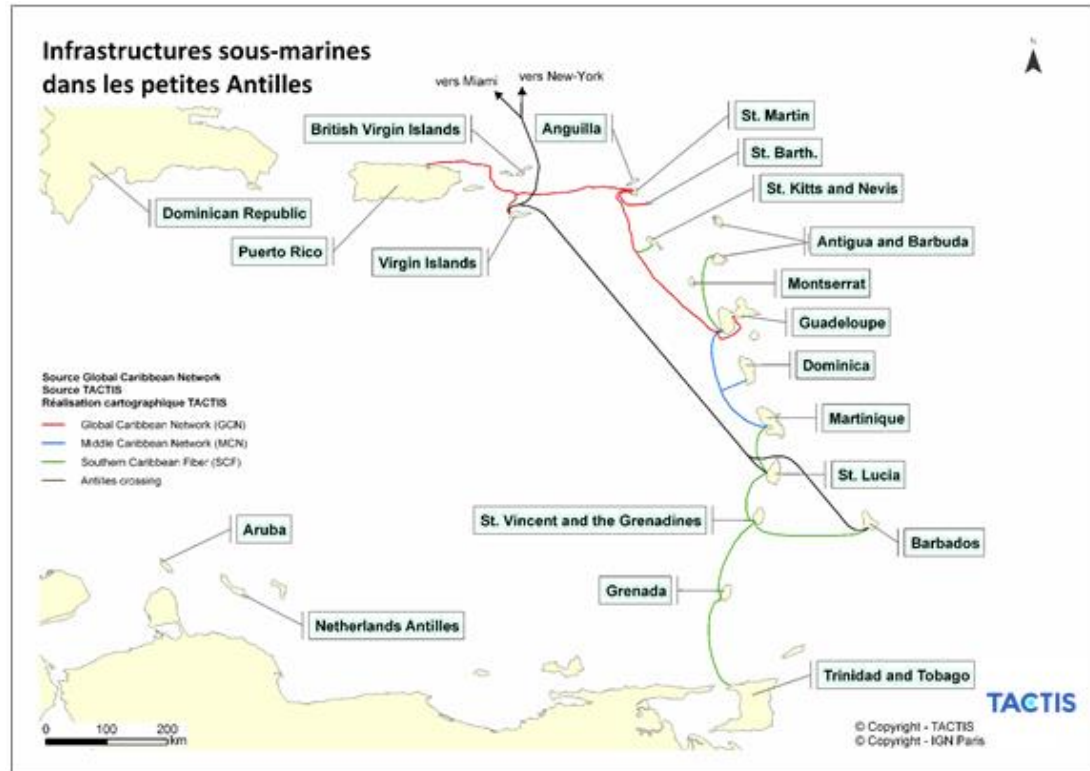 Infrastructures sous-marines
dans les petites Antilles
N
vers Miami
vers New-York
British Virgin Islands
Anguilla
St. Martin
St. Barth.
St. Kitts and Nevis
Dominican Republic
Puerto Rico
Virgin Islands
Antigua and Barbuda
Montserrat
Guadeloupe
Dominica
Martinique
St. Lucia
Source Global Caribbean Network
Source TACTIS
Réalisation cartographique TACTIS
Global Caribbean Network (GCN)
Middle Caribbean Network (MCN)
Southern Caribbean Fiber (SCF)
Antilles crossing
St. Vincent and the Grenadines
Barbados
Aruba
Grenada
Netherlands Antilles
Trinidad and Tobago
TACTIS
0 100 200
km
© Copyright - TACTIS
© Copyright - IGN Paris